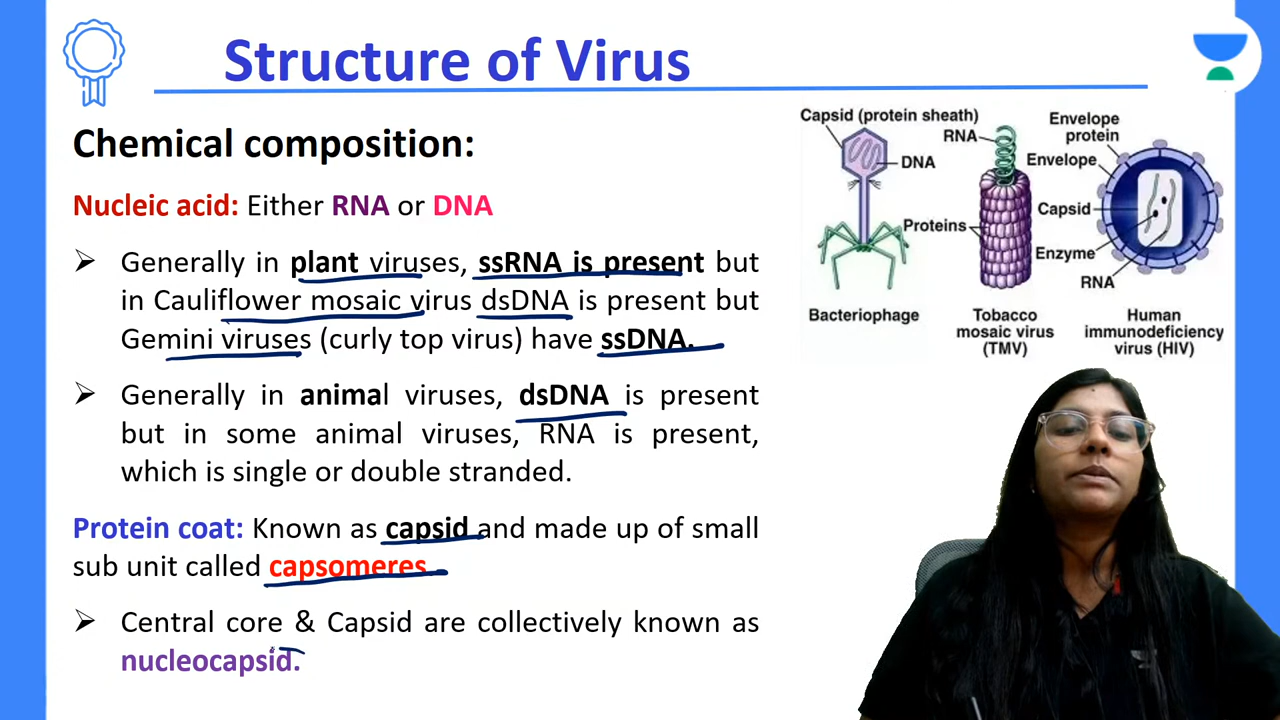 Structure of Virus
Chemical composition:
Nucleic acid: Either RNA or DNA
➢ Generally in plant viruses, ssRNA is present but
in Cauliflower mosaic virus dsDNA is present but
Gemini viruses (curly top virus) have ssDNA.
➢ Generally in animal viruses, dsDNA is present
but in some animal viruses, RNA is present,
which is single or double stranded.
Protein coat: Known as capsid and made up of small
sub unit called capsomeres
➢ Central core & Capsid are collectively known as
nucleocapsid.
Capsid (protein sheath)
DNA
Bacteriophage
RNA
Proteins
Tobacco
mosaic virus
(TMV)
Envelope
protein
Envelope
Capsid
Enzyme
RNA
Human
immunodeficiency
virus (HIV)